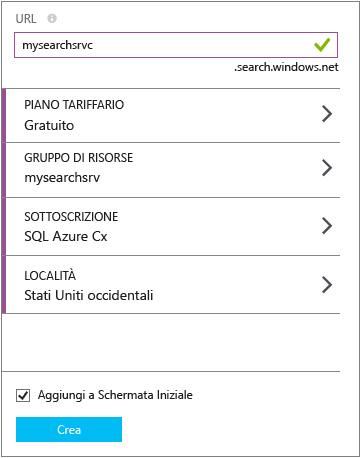 URL
mysearchsrvc
.search.windows.net
PIANO TARIFFARIO
Gratuito
GRUPPO DI RISORSE
mysearchsrv
SOTTOSCRIZIONE
SQL Azure Cx
LOCALITÀ
Stati Uniti occidentali
Aggiungi a Schermata Iniziale
Crea